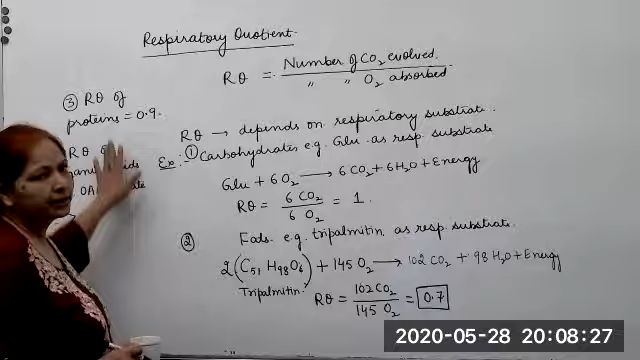 Respiratory Quotient.
RQ = Number of CO2 evolved.
" " O2 absorbed.
RQ → depends on respiratory substrate.
Ex:- ① Carbohydrates e.g. Glu. as resp. substrate
Glu + 6 O2 → 6 CO2 + 6 H2O + Energy
RQ = 6 CO2 / 6 O2 = 1.
② Fats. e.g. tripalmitin as resp. substrate.
2(C51 H98 O6) + 145 O2 → 102 CO2 + 98 H2O + Energy
Tripalmitin.
RQ = 102 CO2 / 145 O2 = 0.7
③ RQ of
proteins = 0.9.
RQ
2020-05-28 20:08:27